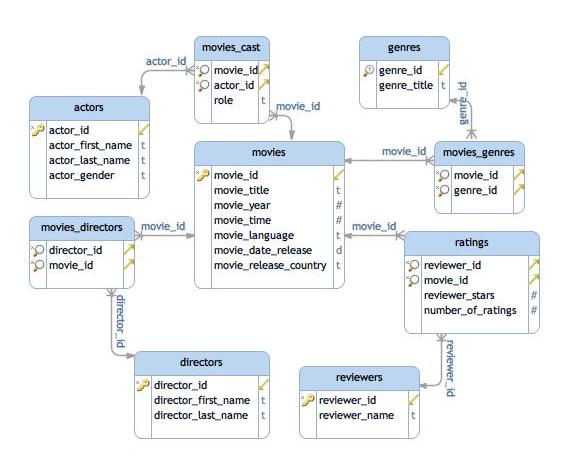 movies_cast
movie_id
actor_id
role t
genres
genre_id
genre_title t
actor_id
movie_id
genre_id
actors
actor_id
actor_first_name t
actor_last_name t
actor_gender t
movies
movie_id
movie_title t
movie_year #
movie_time #
movie_language t
movie_date_release d
movie_release_country t
movie_id
movies_genres
movie_id
genre_id
movies_directors
director_id
movie_id
movie_id
movie_id
ratings
reviewer_id
movie_id
reviewer_stars #
number_of_ratings #
director_id
directors
director_id
director_first_name t
director_last_name t
reviewers
reviewer_id
reviewer_name t
reviewer_id